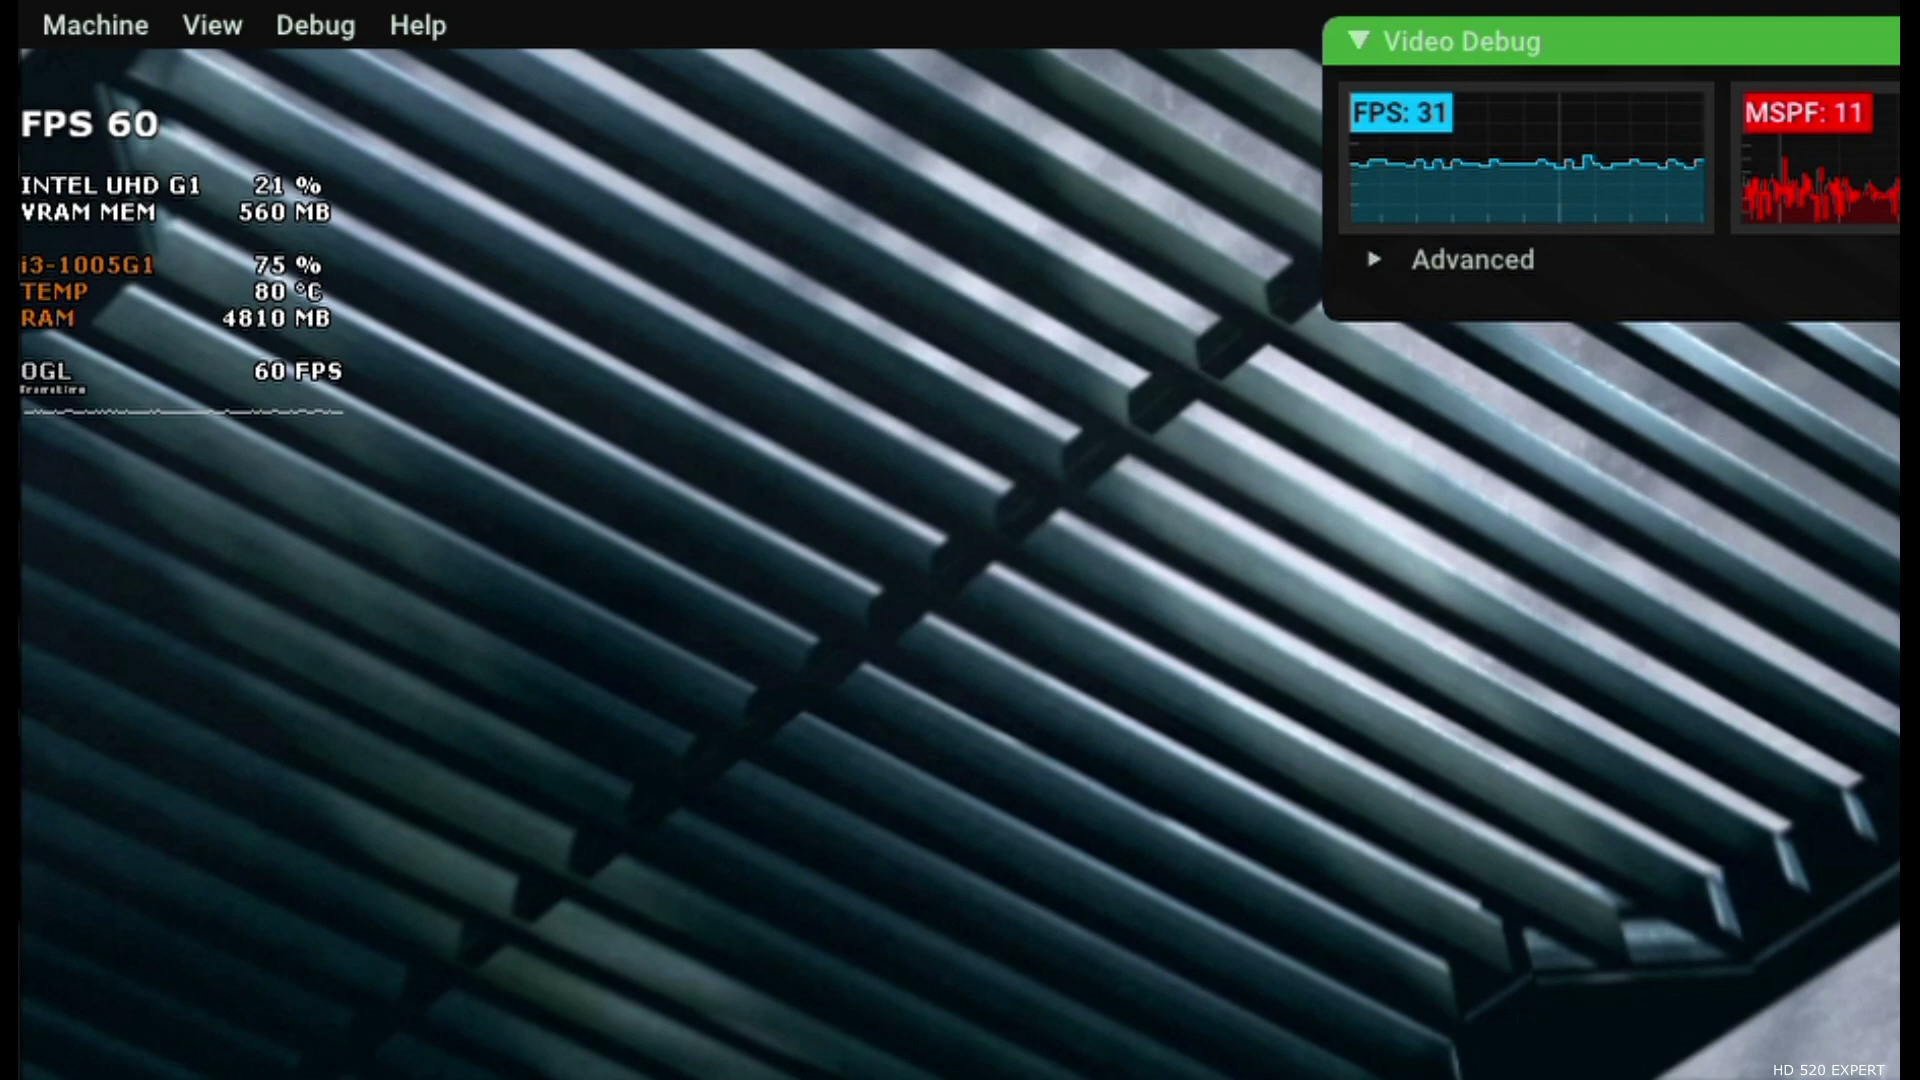 Machine View Debug Help
Video Debug
FPS: 31
MSPF: 11
Advanced
FPS 60
INTEL UHD G1 21 %
VRAM MEM 560 MB
i3-1005G1 75 %
TEMP 80 °C
RAM 4810 MB
OGL 60 FPS
Frametime
HD 520 EXPERT